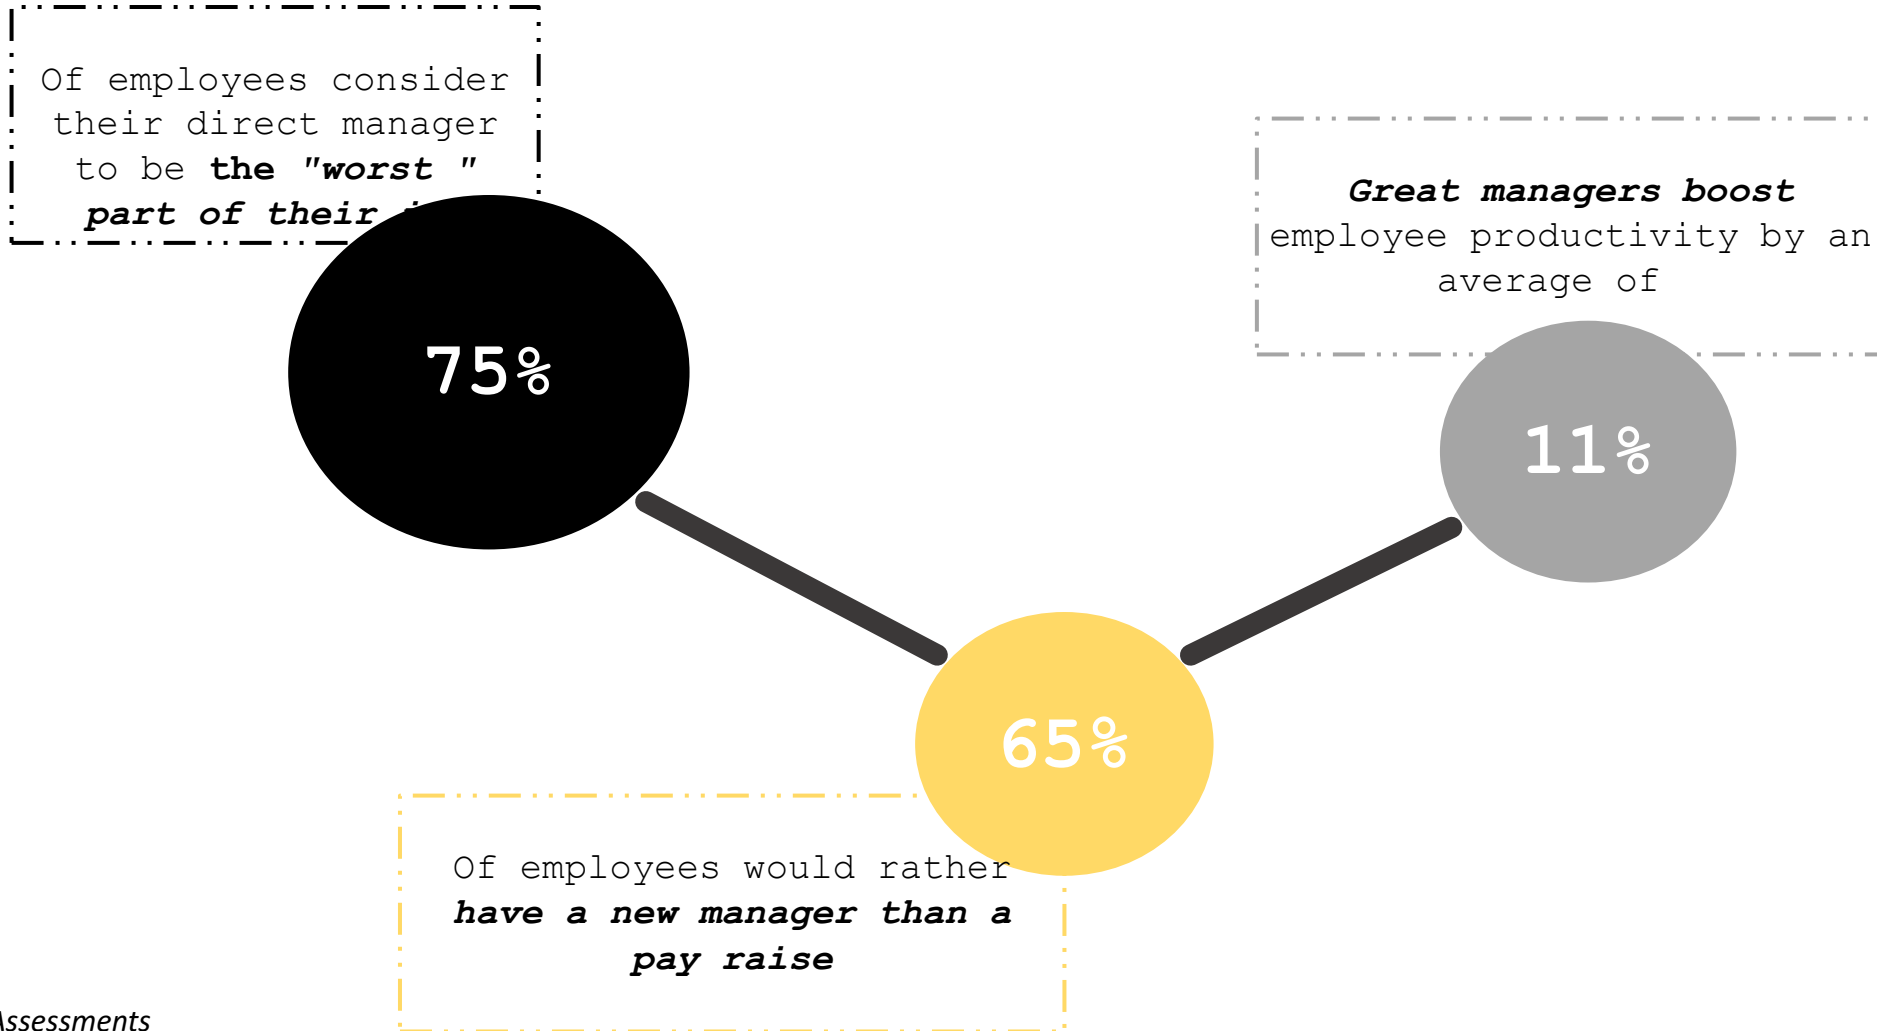 Of employees consider
their direct manager
to be the "worst "
part of their
75%
Great managers boost
employee productivity by an
average of
11%
65%
Of employees would rather
have a new manager than a
pay raise
Assessments